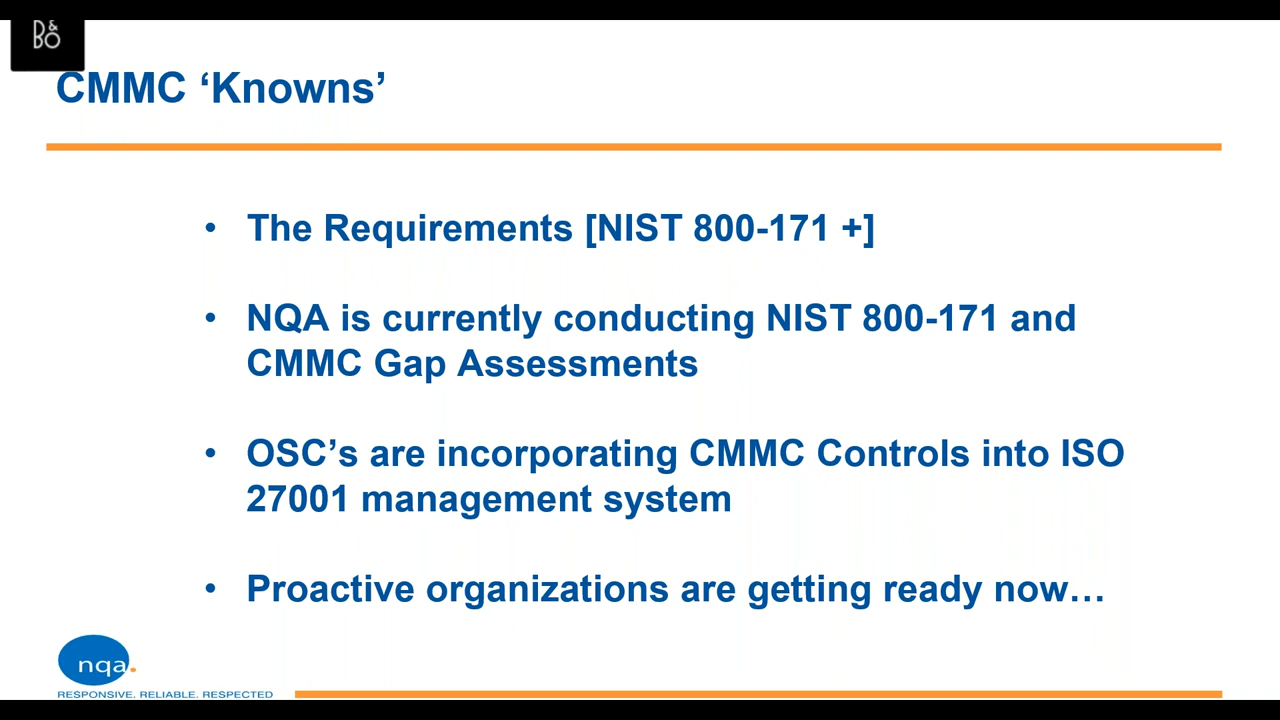 B&O
CMMC ‘Knowns’
• The Requirements [NIST 800-171 +]
• NQA is currently conducting NIST 800-171 and
CMMC Gap Assessments
• OSC’s are incorporating CMMC Controls into ISO
27001 management system
• Proactive organizations are getting ready now…
nqa.
RESPONSIVE. RELIABLE. RESPECTED